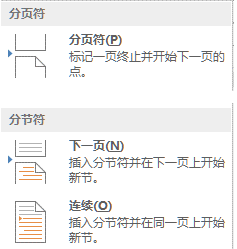 分页符
分页符(P)
标记一页终止并开始下一页的
点。
分节符
下一页(N)
插入分节符并在下一页上开始
新节。
连续(O)
插入分节符并在同一页上开始
新节。